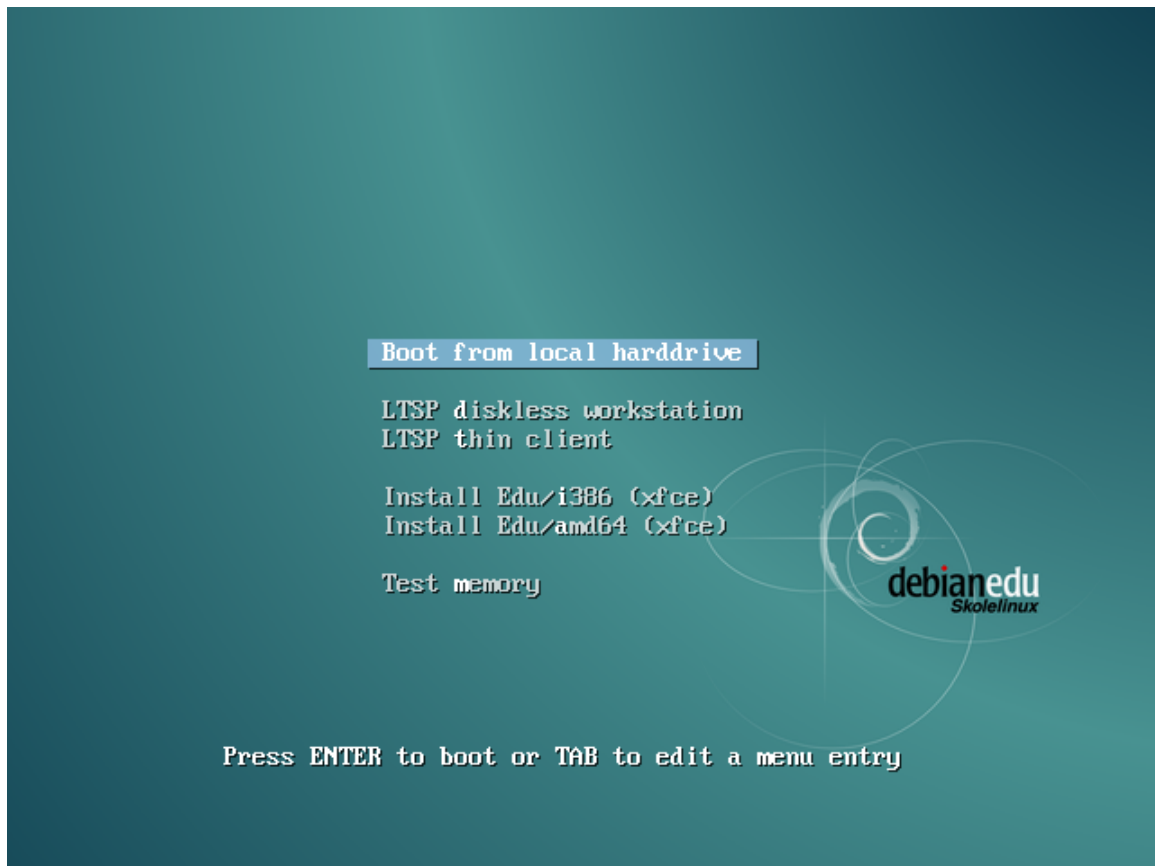 Boot from local harddrive
LTSP diskless workstation
LTSP thin client
Install Edu/i386 (xfce)
Install Edu/amd64 (xfce)
Test memory
debianedu
Skolelinux
Press ENTER to boot or TAB to edit a menu entry